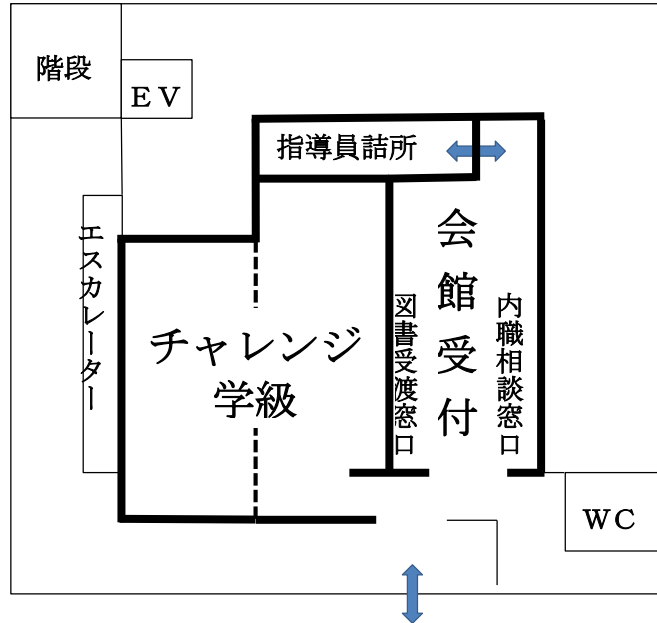 階段
ＥＶ
指導員詰所
エスカレーター
チャレンジ
学級
会館受付
図書受渡窓口
内職相談窓口
ＷＣ